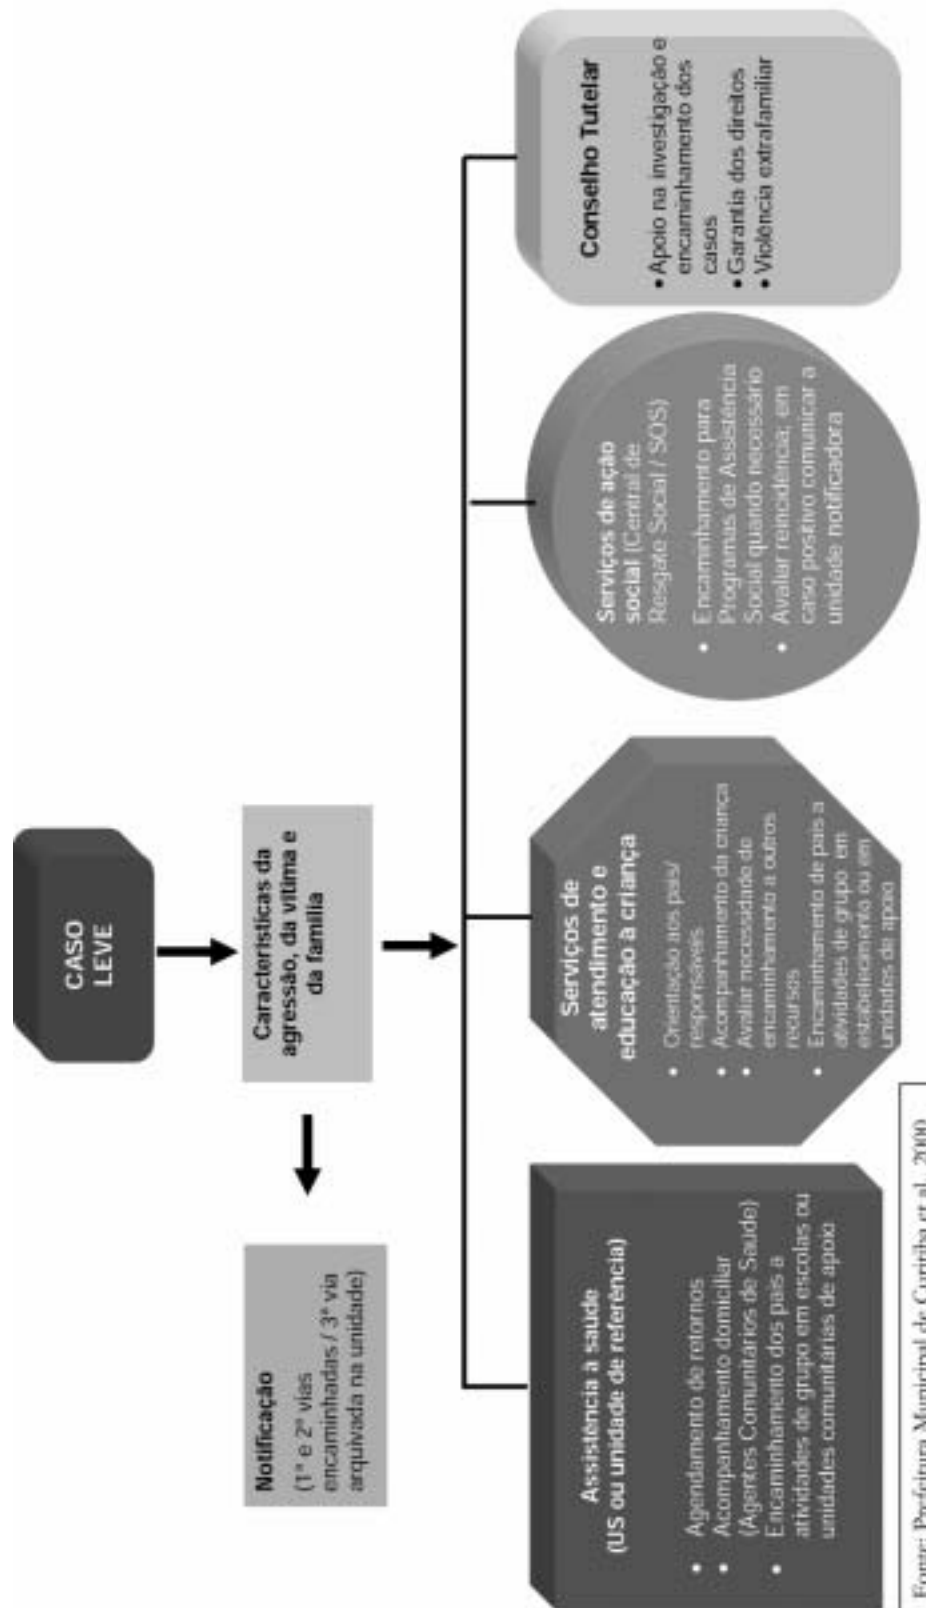 CASO
LEVE
Características da
agressão, da vítima e
da família
Notificação
(1ª e 2ª vias
encaminhadas / 3ª via
arquivada na unidade)
Assistência à saúde
(US ou unidade de referência)
• Agendamento de retornos
• Acompanhamento domiciliar
(Agentes Comunitários de Saúde)
• Encaminhamento dos pais a
atividades de grupo em escolas ou
unidades comunitárias de apoio
Serviços de
atendimento e
educação à criança
• Orientação aos pais/
responsáveis
• Acompanhamento da criança
• Avaliar necessidade de
encaminhamento a outros
recursos
• Encaminhamento de pais a
atividades de grupo em
estabelecimento ou em
unidades de apoio
Serviços de ação
social (Central de
Resgate Social / SOS)
• Encaminhamento para
Programas de Assistência
Social quando necessário
• Avaliar reincidência; em
caso positivo comunicar a
unidade notificadora
Conselho Tutelar
• Apoio na investigação e
encaminhamento dos
casos
• Garantia dos direitos
• Violência extrafamiliar
Fonte: Prefeitura Municipal de Curitiba et al., 2000